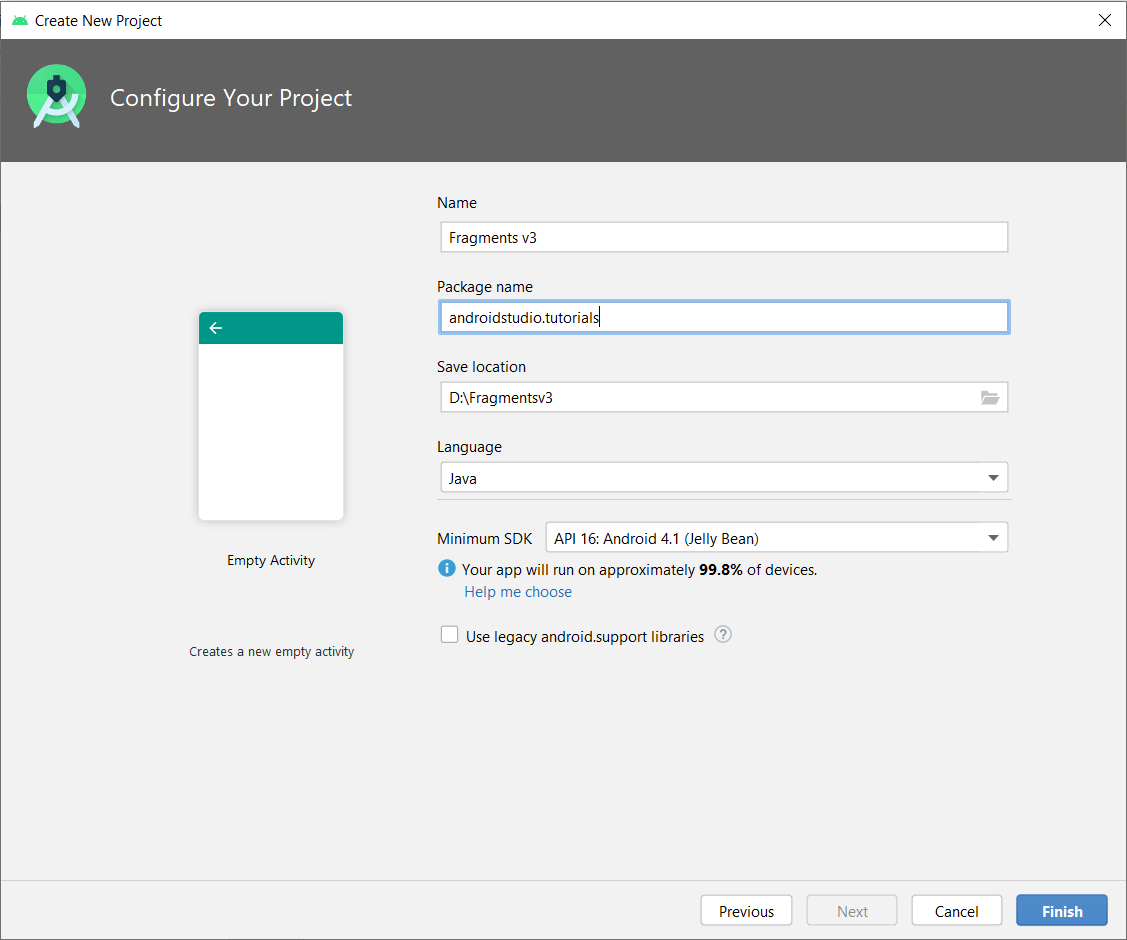 Create New Project
Configure Your Project
Name
Fragments v3
Package name
androidstudio.tutorials
Save location
D:\Fragmentsv3
Language
Java
Minimum SDK API 16: Android 4.1 (Jelly Bean)
Your app will run on approximately 99.8% of devices.
Help me choose
Use legacy android.support libraries ?
Empty Activity
Creates a new empty activity
Previous Next Cancel Finish